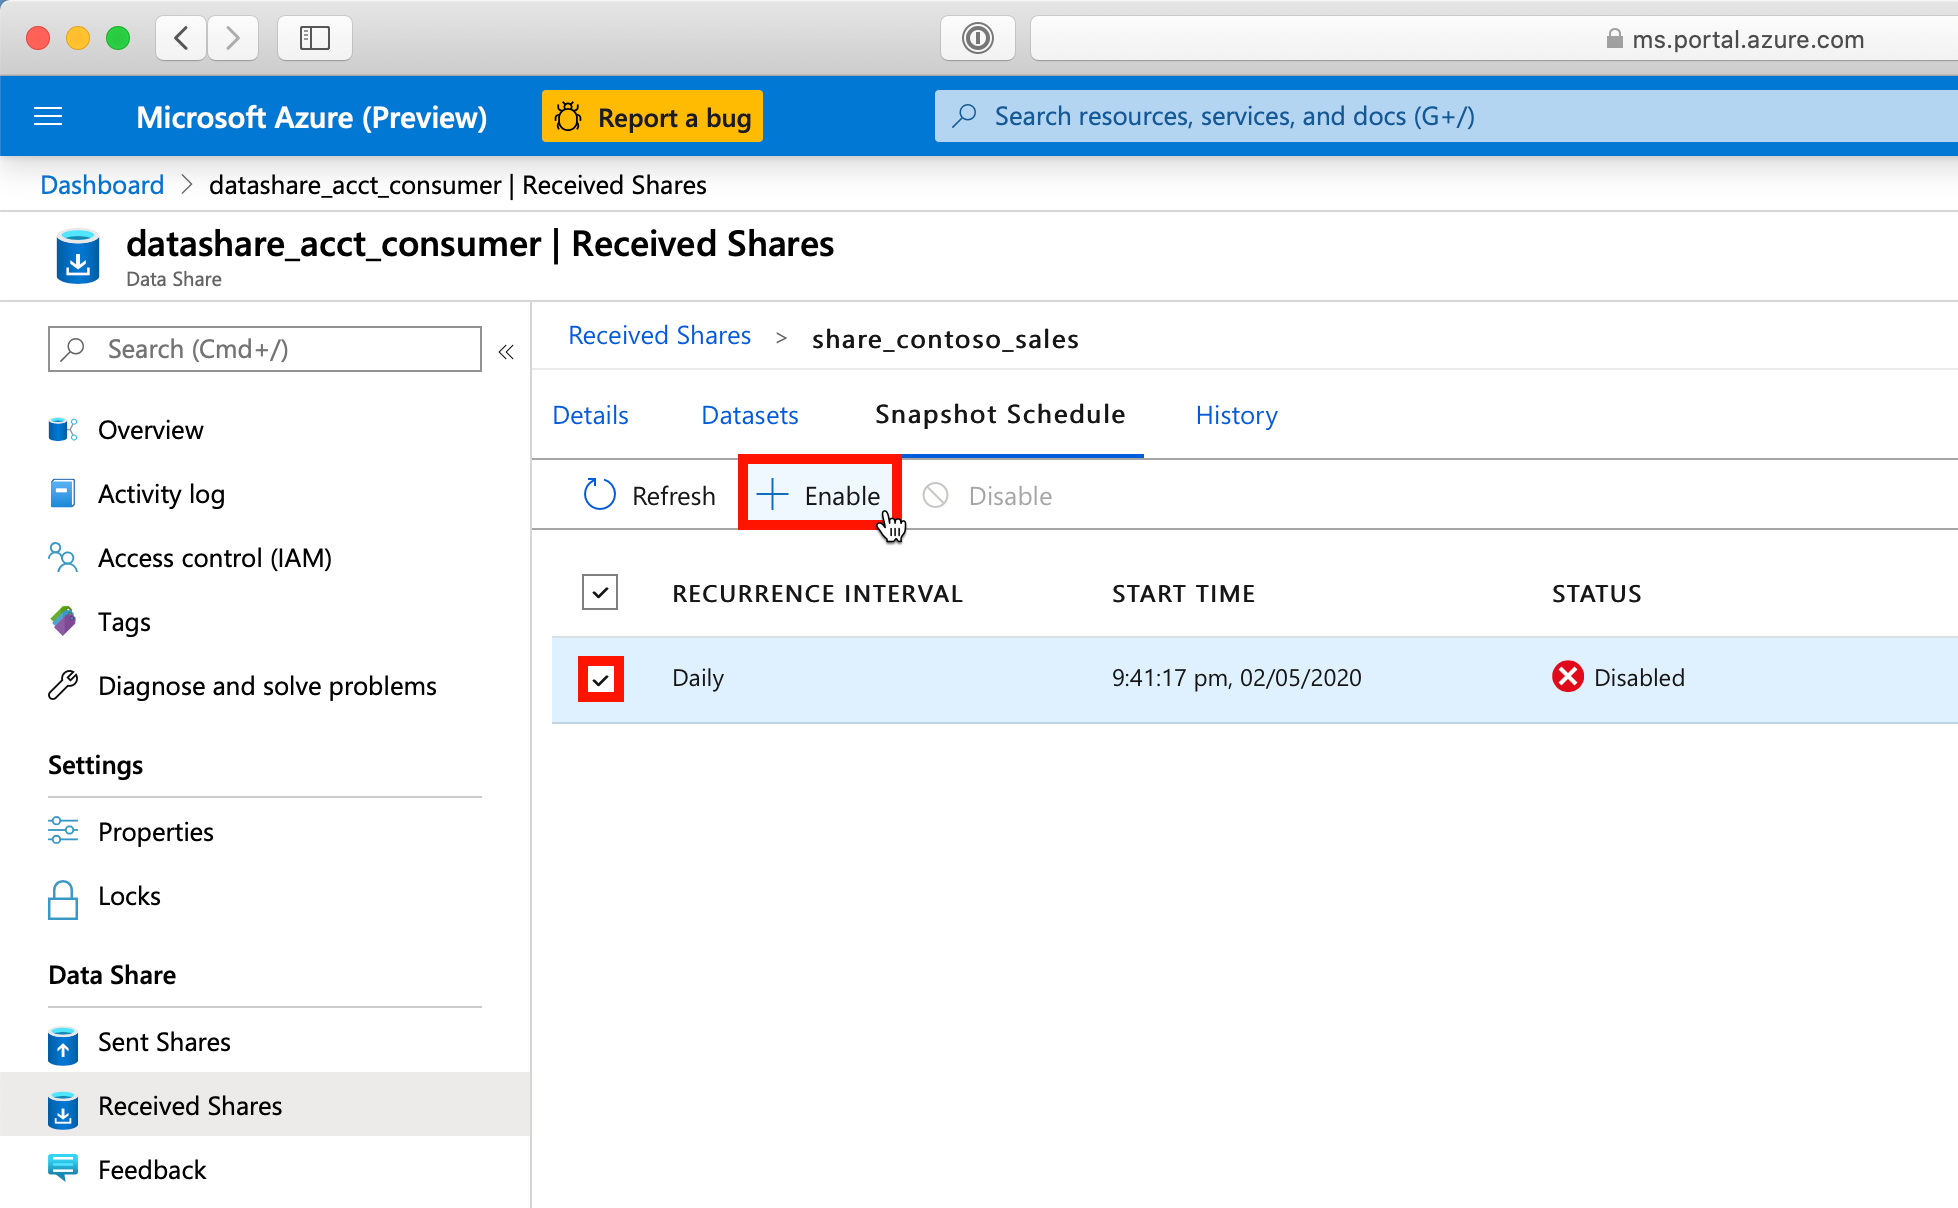 ms.portal.azure.com
Microsoft Azure (Preview)
Report a bug
Search resources, services, and docs (G+/)
Dashboard > datashare_acct_consumer | Received Shares
datashare_acct_consumer | Received Shares
Data Share
Search (Cmd+/)
«
Overview
Activity log
Access control (IAM)
Tags
Diagnose and solve problems
Settings
Properties
Locks
Data Share
Sent Shares
Received Shares
Feedback
Received Shares > share_contoso_sales
Details Datasets Snapshot Schedule History
Refresh Enable Disable
RECURRENCE INTERVAL START TIME STATUS
Daily 9:41:17 pm, 02/05/2020 Disabled